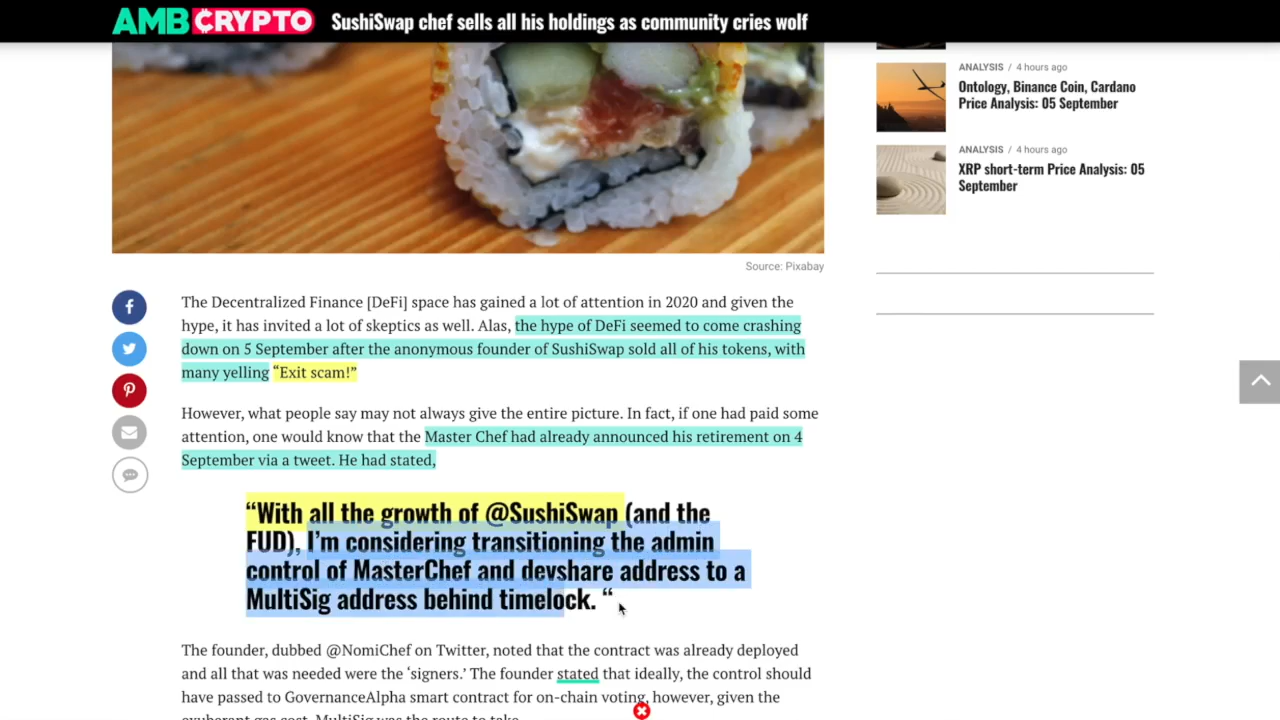 AMBCRYPTO SushiSwap chef sells all his holdings as community cries wolf
Source: Pixabay
The Decentralized Finance [DeFi] space has gained a lot of attention in 2020 and given the
hype, it has invited a lot of skeptics as well. Alas, the hype of DeFi seemed to come crashing
down on 5 September after the anonymous founder of SushiSwap sold all of his tokens, with
many yelling “Exit scam!”
However, what people say may not always give the entire picture. In fact, if one had paid some
attention, one would know that the Master Chef had already announced his retirement on 4
September via a tweet. He had stated,
“With all the growth of @SushiSwap (and the
FUD), I’m considering transitioning the admin
control of MasterChef and devshare address to a
MultiSig address behind timelock. “
The founder, dubbed @NomiChef on Twitter, noted that the contract was already deployed
and all that was needed were the ‘signers.’ The founder stated that ideally, the control should
have passed to GovernanceAlpha smart contract for on-chain voting, however, given the
exuberant gas cost, MultiSig was the route to take.
ANALYSIS / 4 hours ago
Ontology, Binance Coin, Cardano
Price Analysis: 05 September
ANALYSIS / 4 hours ago
XRP short-term Price Analysis: 05
September